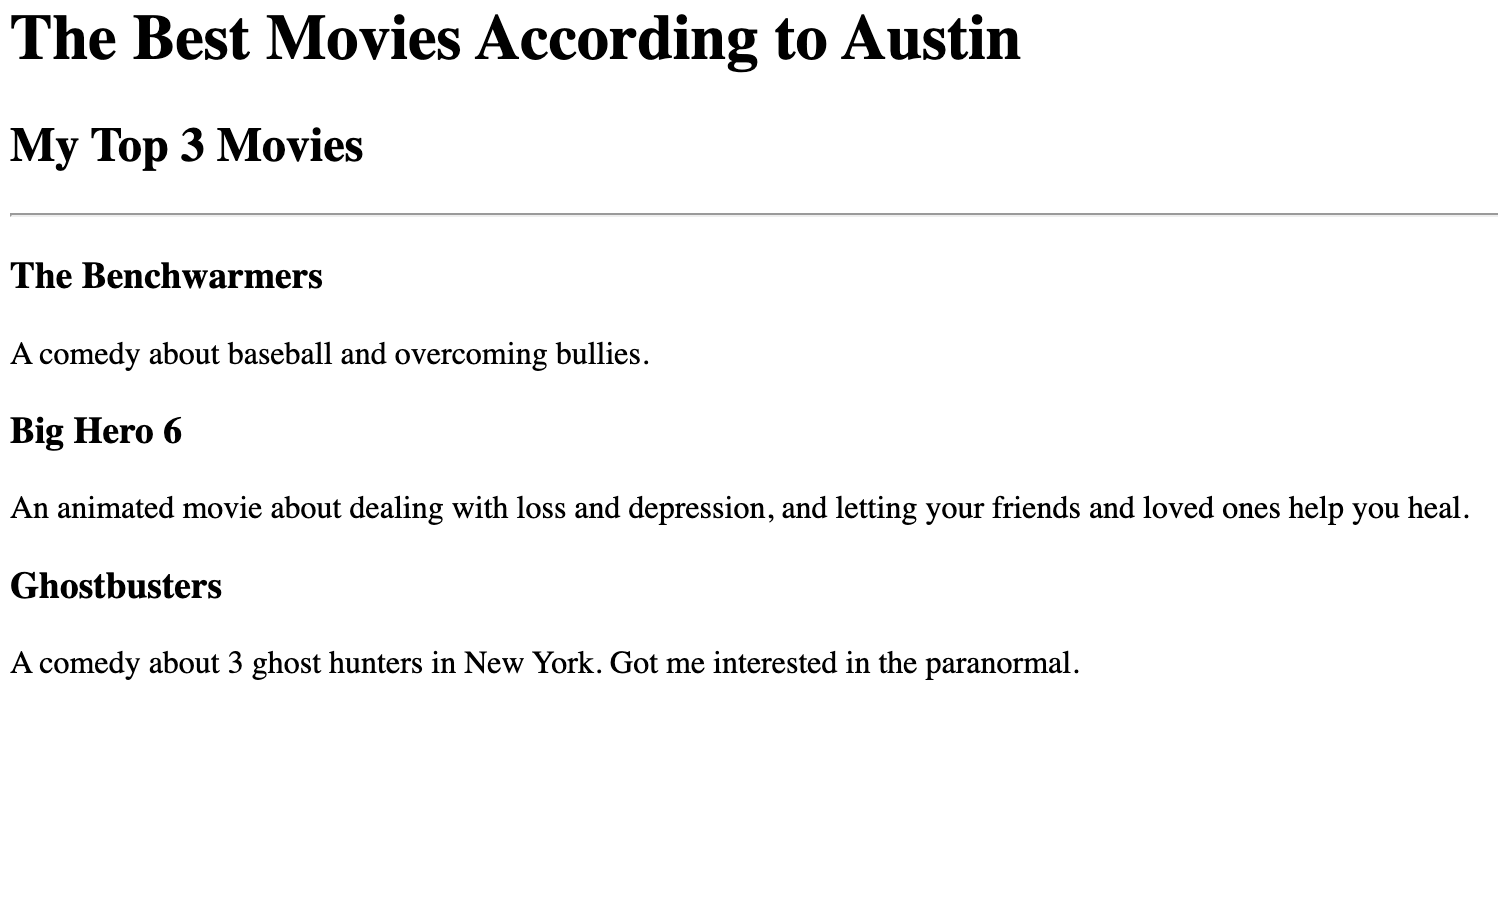 The Best Movies According to Austin
My Top 3 Movies
The Benchwarmers
A comedy about baseball and overcoming bullies.
Big Hero 6
An animated movie about dealing with loss and depression, and letting your friends and loved ones help you heal.
Ghostbusters
A comedy about 3 ghost hunters in New York. Got me interested in the paranormal.